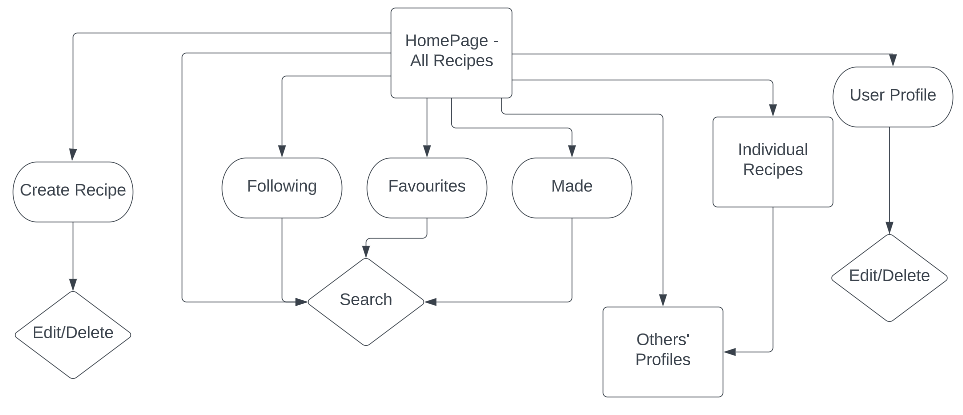 HomePage -
All Recipes
User Profile
Individual
Recipes
Create Recipe
Following
Favourites
Made
Edit/Delete
Search
Edit/Delete
Others'
Profiles